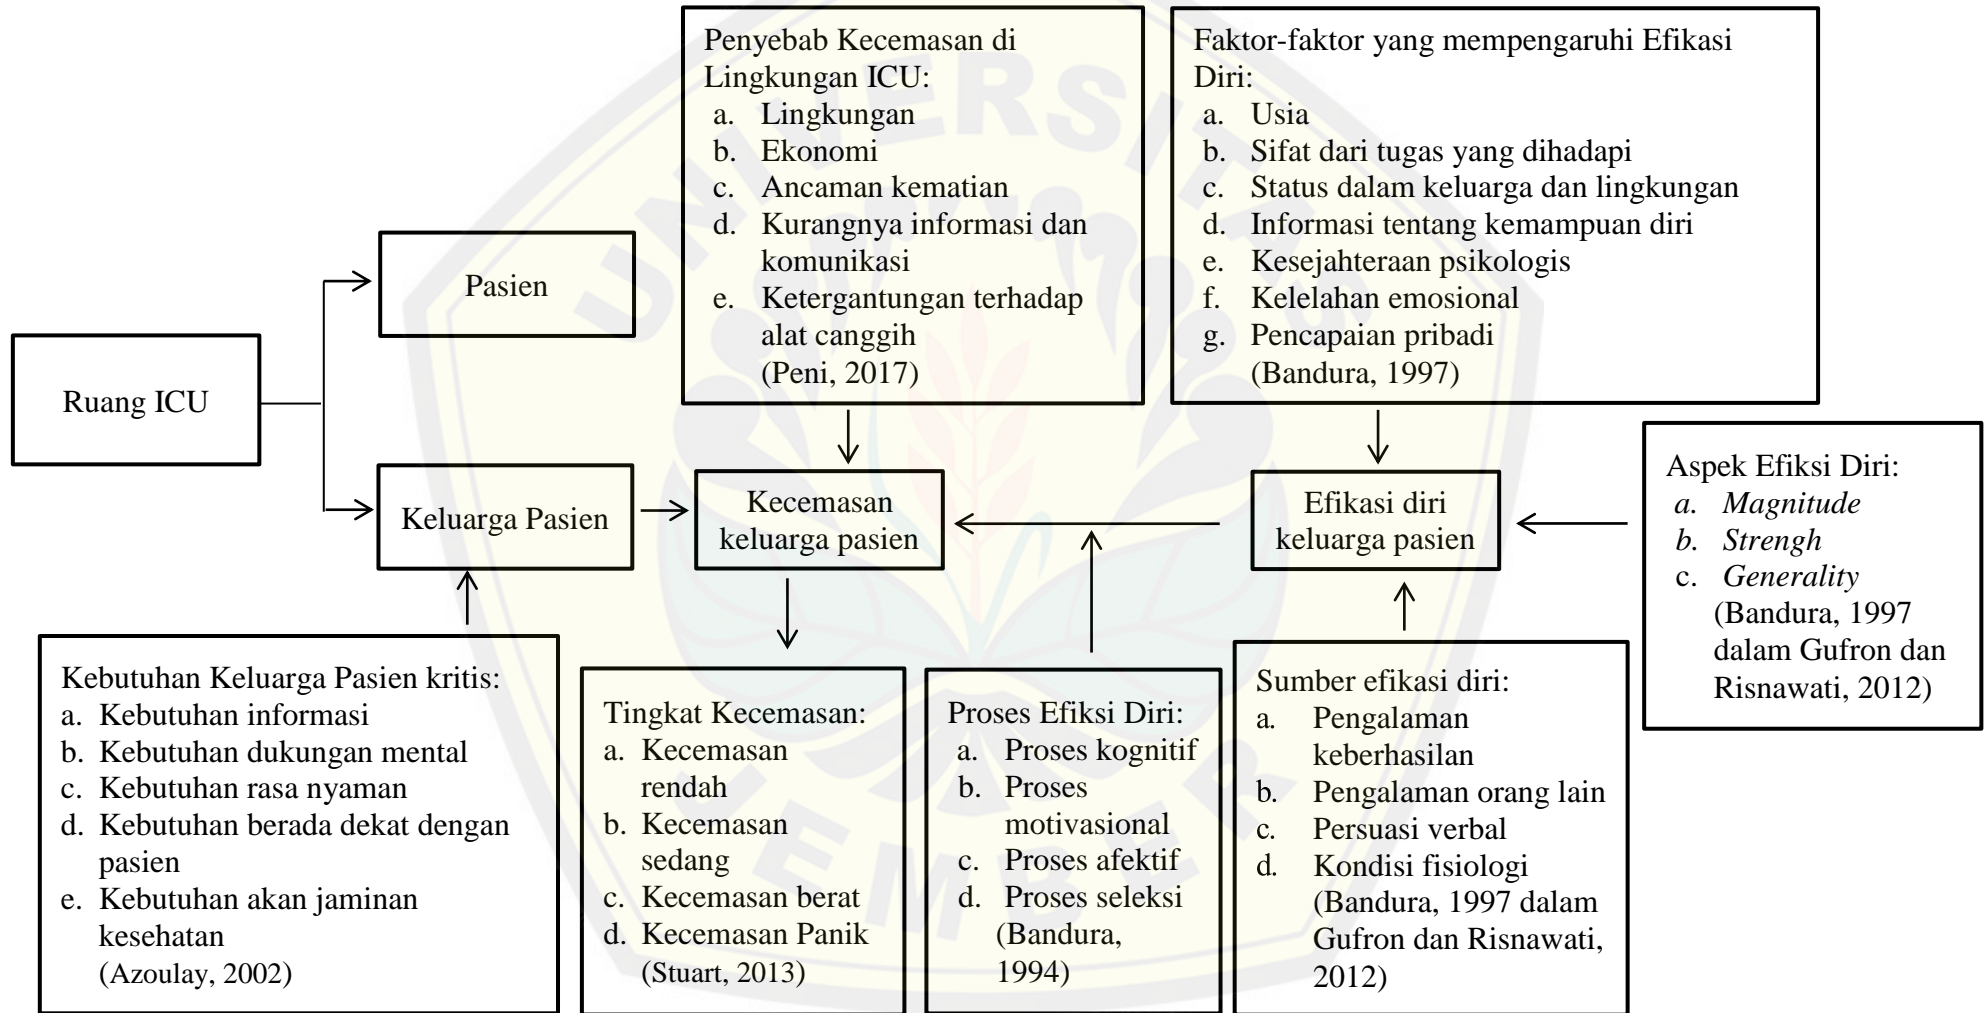 Penyebab Kecemasan di
Lingkungan ICU:
a. Lingkungan
b. Ekonomi
c. Ancaman kematian
d. Kurangnya informasi dan
komunikasi
e. Ketergantungan terhadap
alat canggih
(Peni, 2017)
Faktor-faktor yang mempengaruhi Efikasi
Diri:
a. Usia
b. Sifat dari tugas yang dihadapi
c. Status dalam keluarga dan lingkungan
d. Informasi tentang kemampuan diri
e. Kesejahteraan psikologis
f. Kelelahan emosional
g. Pencapaian pribadi
(Bandura, 1997)
Pasien
Ruang ICU
Keluarga Pasien
Kecemasan
keluarga pasien
Efikasi diri
keluarga pasien
Aspek Efiksi Diri:
a. Magnitude
b. Strengh
c. Generality
(Bandura, 1997
dalam Gufron dan
Risnawati, 2012)
Kebutuhan Keluarga Pasien kritis:
a. Kebutuhan informasi
b. Kebutuhan dukungan mental
c. Kebutuhan rasa nyaman
d. Kebutuhan berada dekat dengan
pasien
e. Kebutuhan akan jaminan
kesehatan
(Azoulay, 2002)
Tingkat Kecemasan:
a. Kecemasan
rendah
b. Kecemasan
sedang
c. Kecemasan berat
d. Kecemasan Panik
(Stuart, 2013)
Proses Efiksi Diri:
a. Proses kognitif
b. Proses
motivasional
c. Proses afektif
d. Proses seleksi
(Bandura,
1994)
Sumber efikasi diri:
a. Pengalaman
keberhasilan
b. Pengalaman orang lain
c. Persuasi verbal
d. Kondisi fisiologi
(Bandura, 1997 dalam
Gufron dan Risnawati,
2012)
UNIVERSITAS
JEMBER